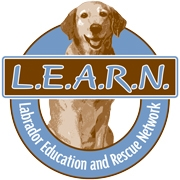 L.E.A.R.N.
Labrador Education and Rescue Network